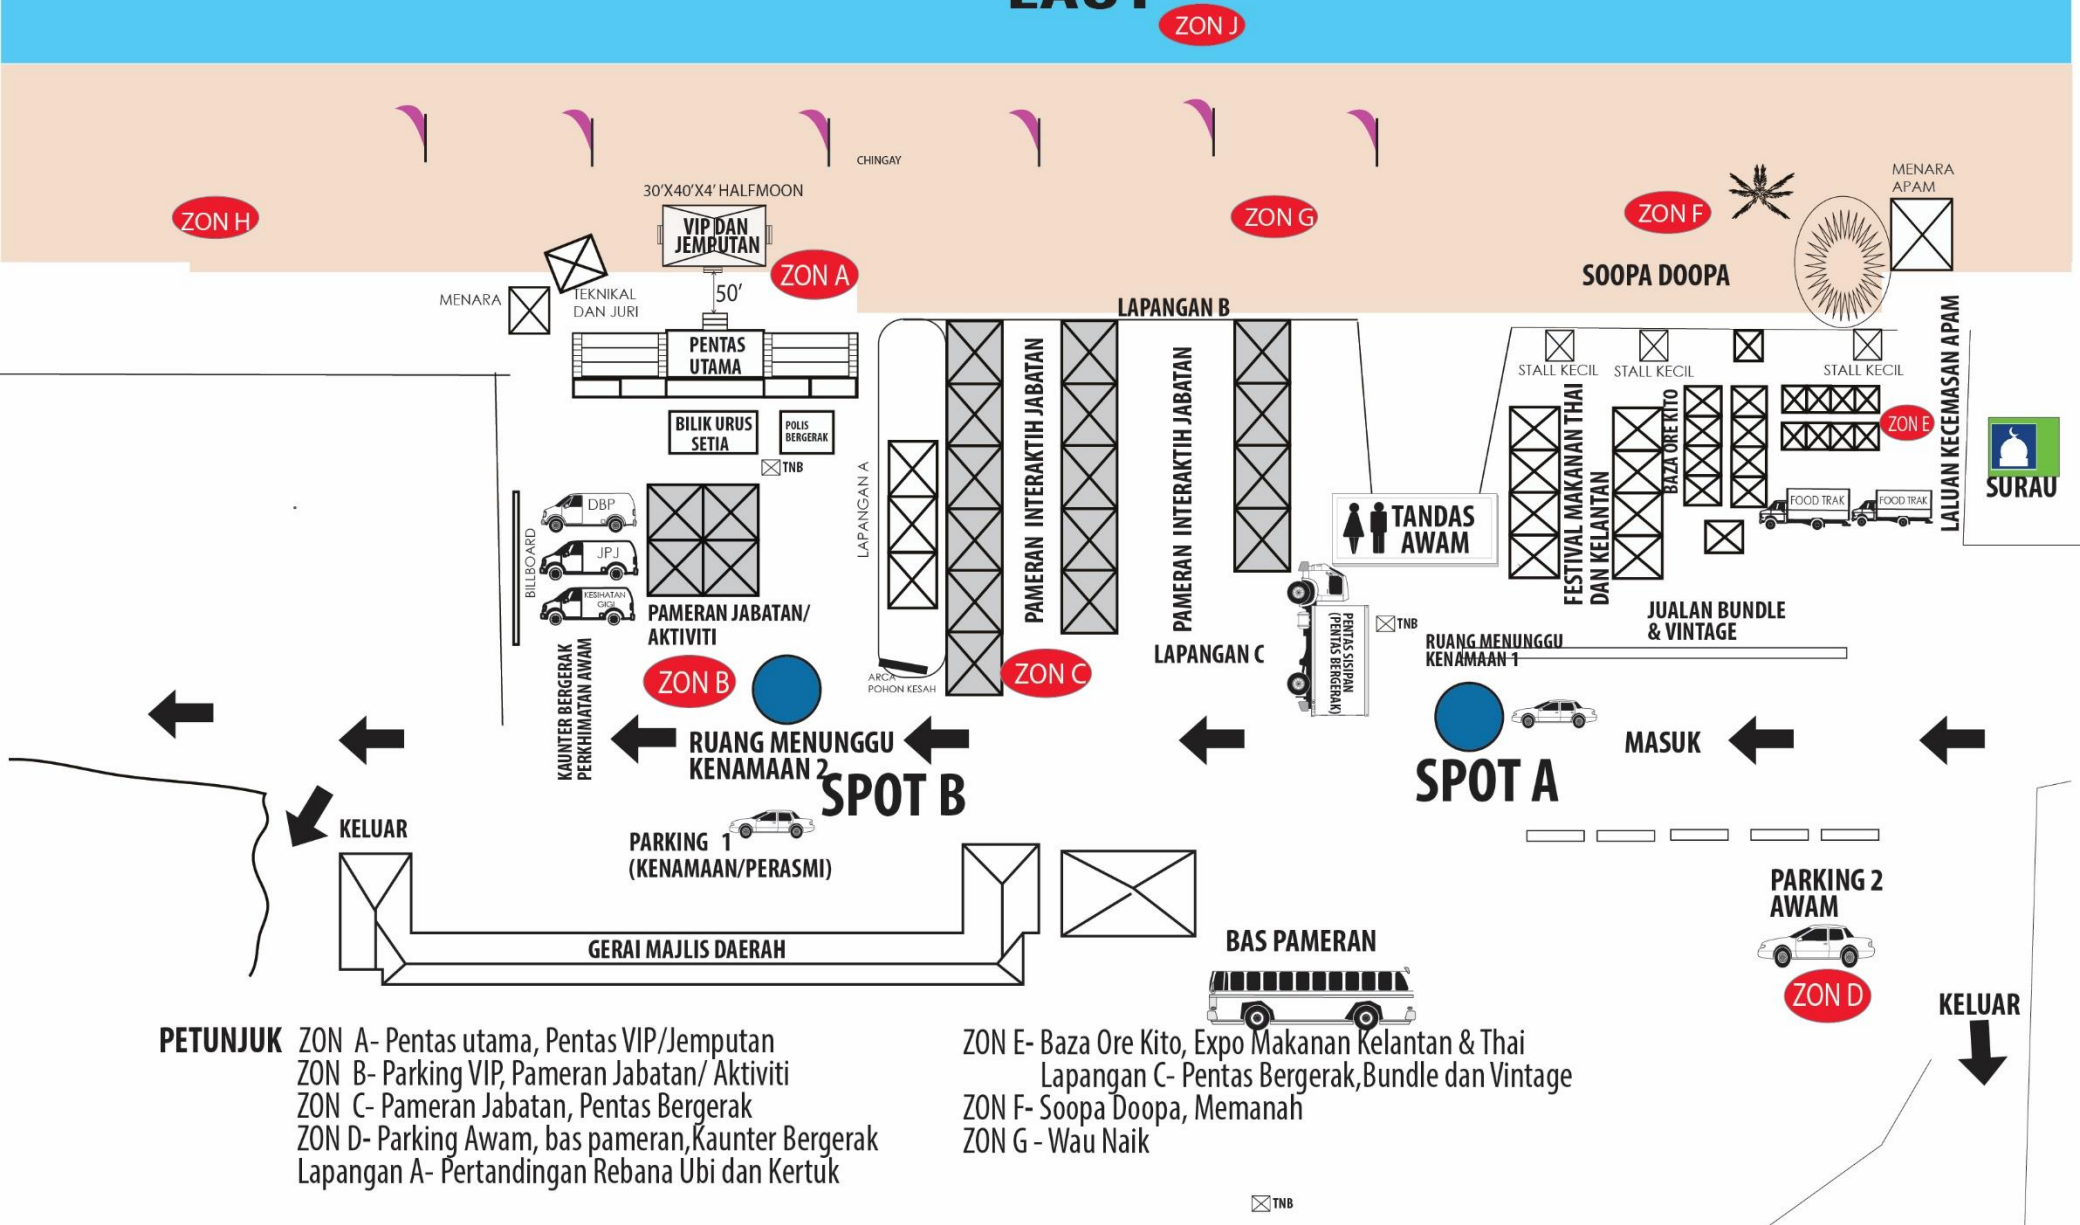 LAUT
ZON J
CHINGAY
MENARA
APAM
30'X40'X4' HALFMOON
ZON H
VIP DAN
JEMPUTAN
ZON G
ZON F
ZON A
SOOPA DOOPA
MENARA
TEKNIKAL
DAN JURI
50'
LAPANGAN B
PENTAS
UTAMA
STALL KECIL
STALL KECIL
STALL KECIL
LALUAN KECEMASAN APAM
BILIK URUS
SETIA
POLIS
BERGERAK
TNB
LAPANGAN A
PAMERAN INTERAKTIH JABATAN
PAMERAN INTERAKTIH JABATAN
FESTIVAL MAKANAN THAI
DAN KELANTAN
BAZA ORE KITO
ZON E
SURAU
FOOD TRAK
FOOD TRAK
DBP
JPJ
KESIHATAN
GIGI
BILLBOARD
TANDAS
AWAM
PAMERAN JABATAN/
AKTIVITI
KAUNTER BERGERAK
PERKHIMATAN AWAM
ZON B
ARCA
POHON KESAH
ZON C
LAPANGAN C
PENTAS SISIPAN
(PENTAS BERGERAK)
TNB
JUALAN BUNDLE
& VINTAGE
RUANG MENUNGGU
KENAMAAN 1
RUANG MENUNGGU
KENAMAAN 2
SPOT B
SPOT A
MASUK
KELUAR
PARKING 1
(KENAMAAN/PERASMI)
GERAI MAJLIS DAERAH
BAS PAMERAN
PARKING 2
AWAM
ZON D
KELUAR
PETUNJUK ZON A- Pentas utama, Pentas VIP/Jemputan
ZON B- Parking VIP, Pameran Jabatan/ Aktiviti
ZON C- Pameran Jabatan, Pentas Bergerak
ZON D- Parking Awam, bas pameran,Kaunter Bergerak
Lapangan A- Pertandingan Rebana Ubi dan Kertuk
ZON E- Baza Ore Kito, Expo Makanan Kelantan & Thai
Lapangan C- Pentas Bergerak,Bundle dan Vintage
ZON F- Soopa Doopa, Memanah
ZON G - Wau Naik
TNB